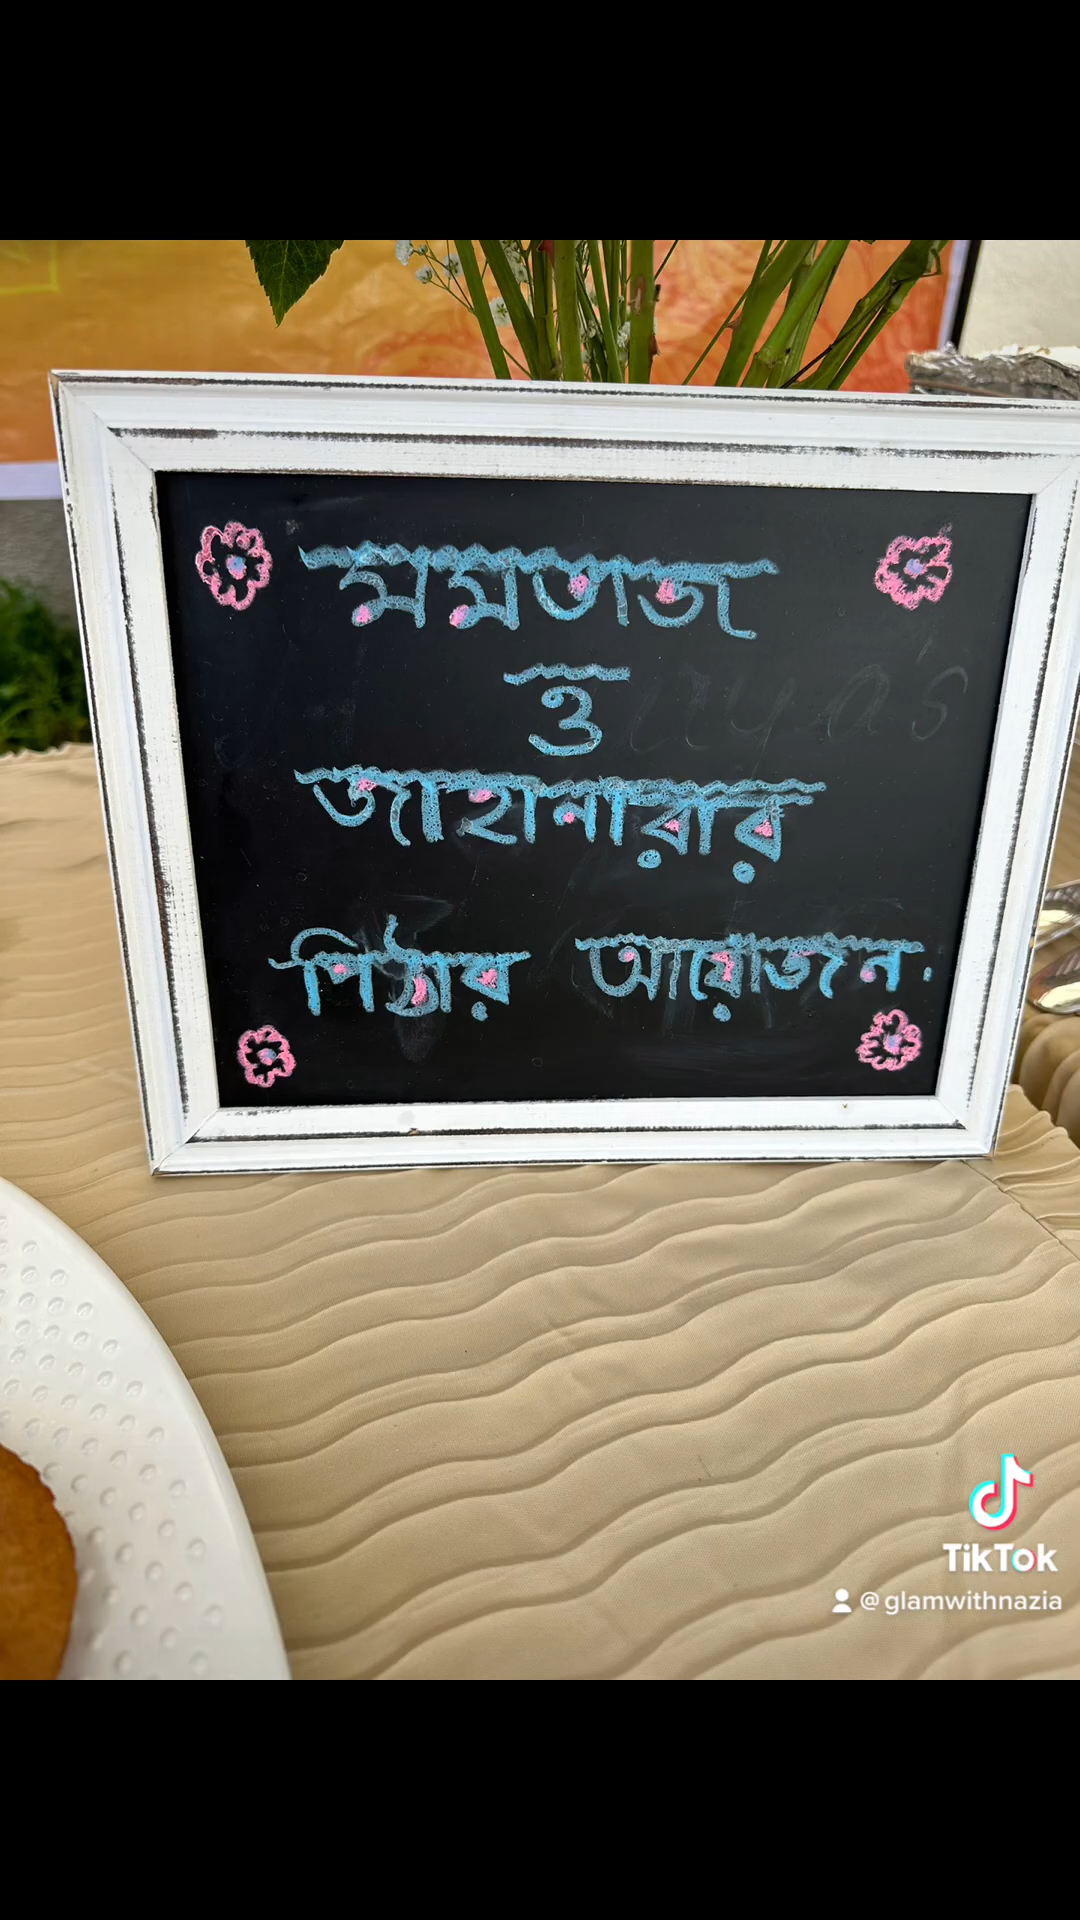 মমতাজ
ও
জাহানারার
পিঠার আয়োজন.
TikTok
@glamwithnazia